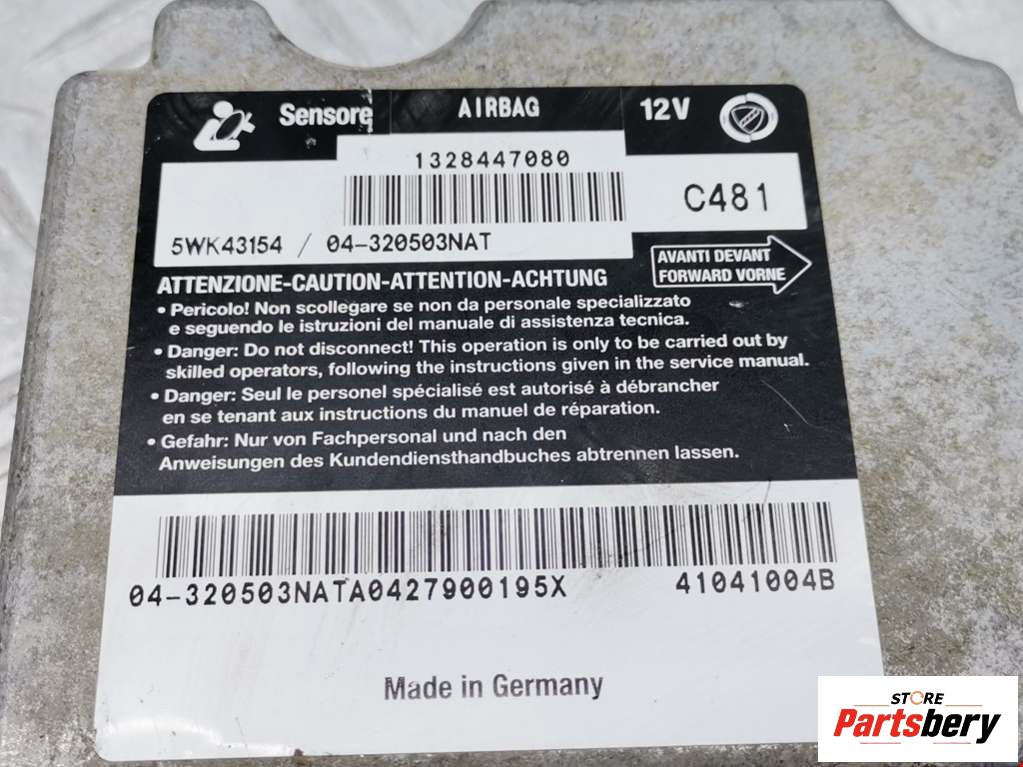 Sensore AIRBAG 12V
1328447080
C481
5WK43154 / 04-320503NAT
AVANTI DEVANT
FORWARD VORNE
ATTENZIONE-CAUTION-ATTENTION-ACHTUNG
• Pericolo! Non scollegare se non da personale specializzato
e seguendo le istruzioni del manuale di assistenza tecnica.
• Danger: Do not disconnect! This operation is only to be carried out by
skilled operators, following the instructions given in the service manual.
• Danger: Seul le personel spécialisé est autorisé à débrancher
en se tenant aux instructions du manuel de réparation.
• Gefahr: Nur von Fachpersonal und nach den
Anweisungen des Kundendiensthandbuches abtrennen lassen.
04-320503NATA0427900195X 41041004B
Made in Germany
STORE
Partsbery